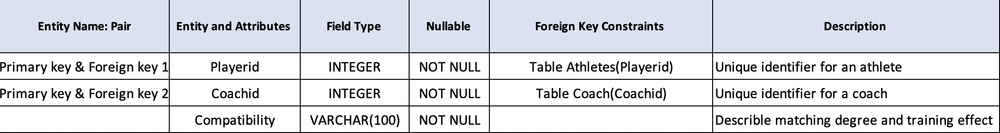 Entity Name: Pair Entity and Attributes Field Type Nullable Foreign Key Constraints Description
Primary key & Foreign key 1 Playerid INTEGER NOT NULL Table Athletes(Playerid) Unique identifier for an athlete
Primary key & Foreign key 2 Coachid INTEGER NOT NULL Table Coach(Coachid) Unique identifier for a coach
Compatibility VARCHAR(100) NOT NULL Describle matching degree and training effect